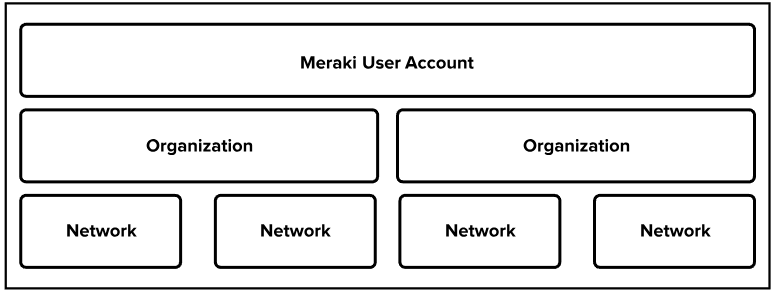 Meraki User Account
Organization
Organization
Network
Network
Network
Network